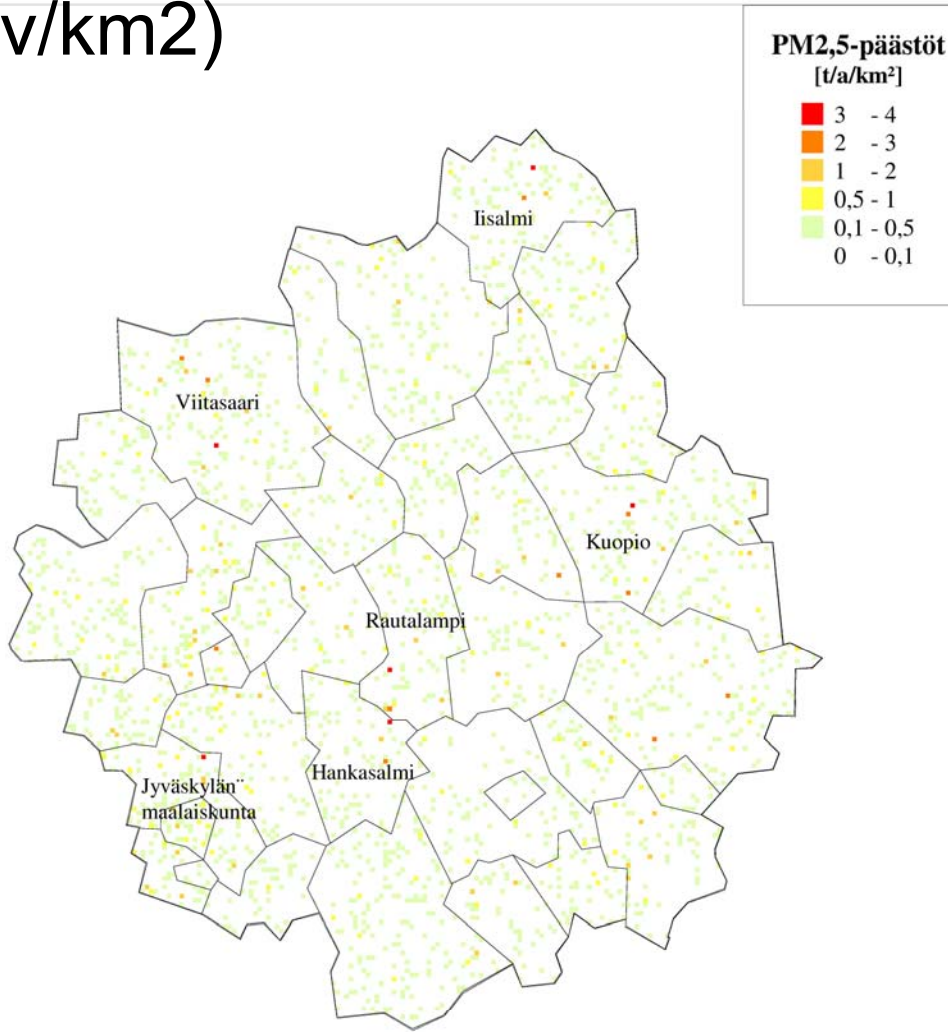 v/km2)
PM2,5-päästöt
[t/a/km²]
3 - 4
2 - 3
1 - 2
0,5 - 1
0,1 - 0,5
0 - 0,1
Iisalmi
Viitasaari
Kuopio
Rautalampi
Hankasalmi
Jyväskylän¨
maalaiskunta